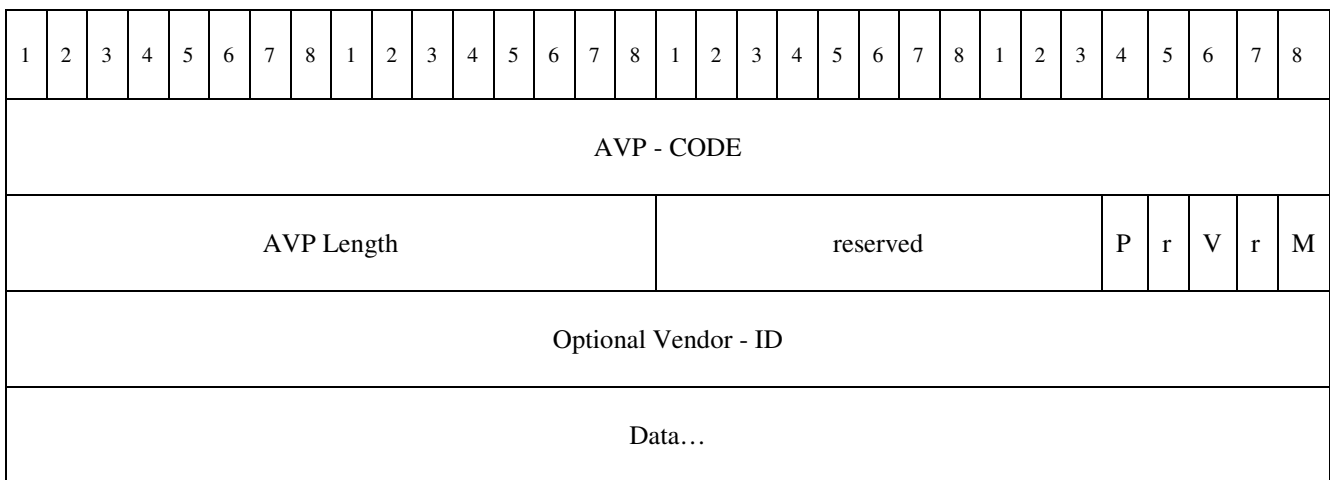 1 2 3 4 5 6 7 8 1 2 3 4 5 6 7 8 1 2 3 4 5 6 7 8 1 2 3 4 5 6 7 8
AVP - CODE
AVP Length reserved P r V r M
Optional Vendor - ID
Data…